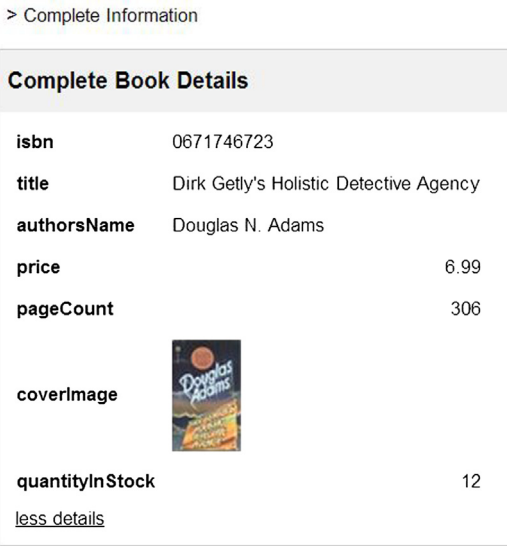 > Complete Information
Complete Book Details
isbn 0671746723
title Dirk Getly's Holistic Detective Agency
authorsName Douglas N. Adams
price 6.99
pageCount 306
Douglas
Adams
coverImage
quantityInStock 12
less details